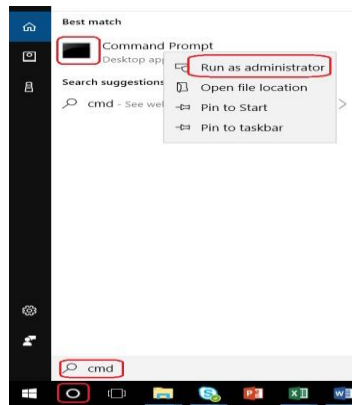 Best match
Command Prompt
Desktop app
Run as administrator
Search suggestions
Open file location
cmd - See we
Pin to Start
Pin to taskbar
cmd